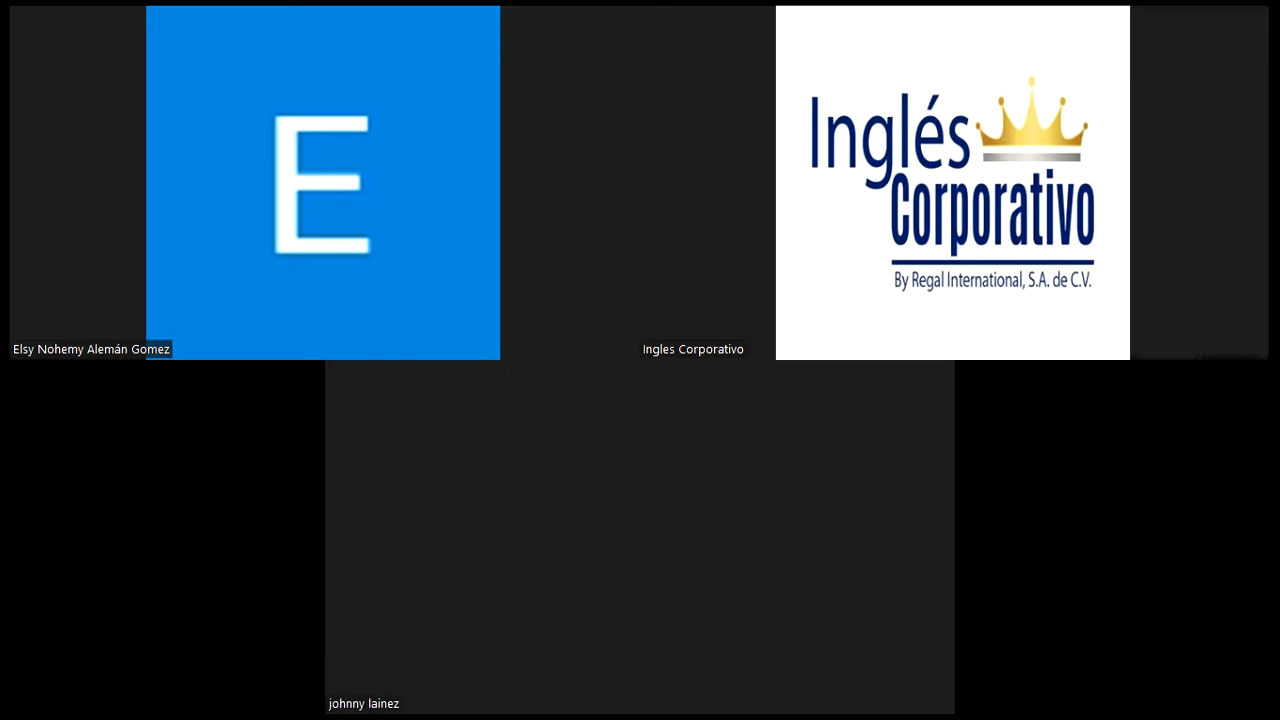 E
Inglés
Corporativo
By Regal International, S.A. de C.V.
Elsy Nohemy Alemán Gomez
Ingles Corporativo
johnny lainez